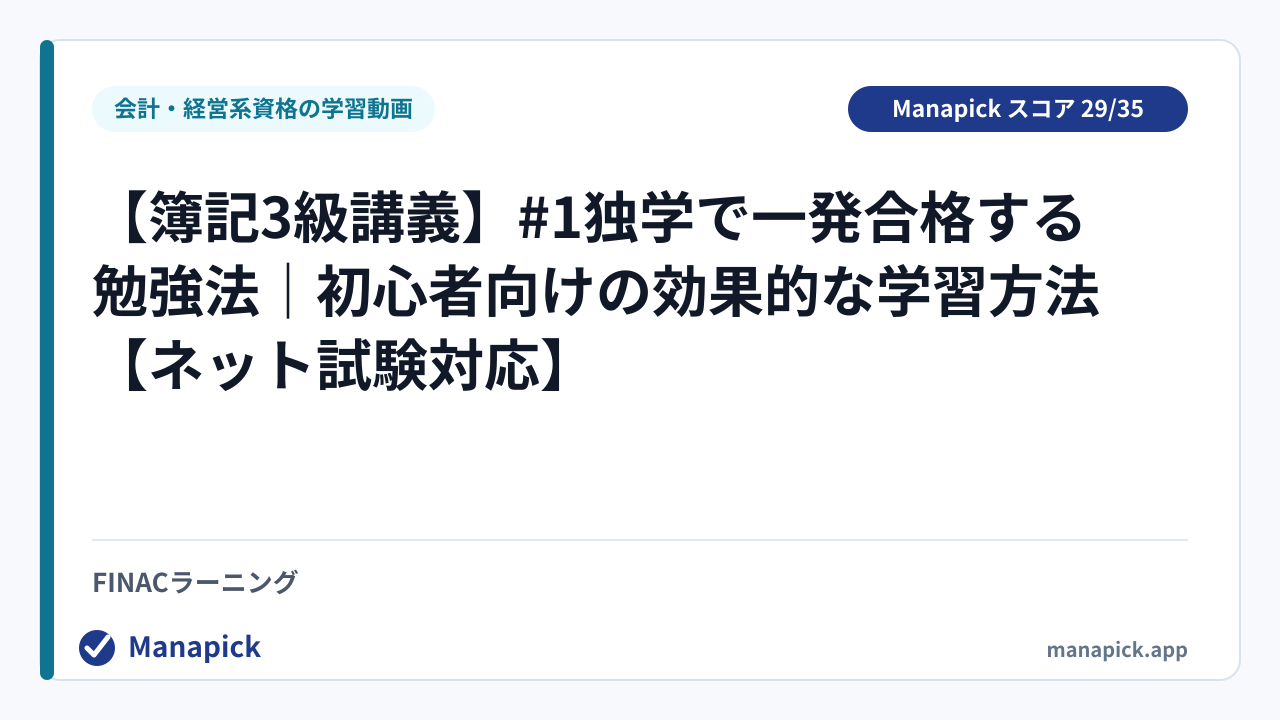 会計・経営系資格の学習動画
Manapick スコア 29/35
【簿記3級講義】#1独学で一発合格する
勉強法｜初心者向けの効果的な学習方法
【ネット試験対応】
FINACラーニング
Manapick
manapick.app